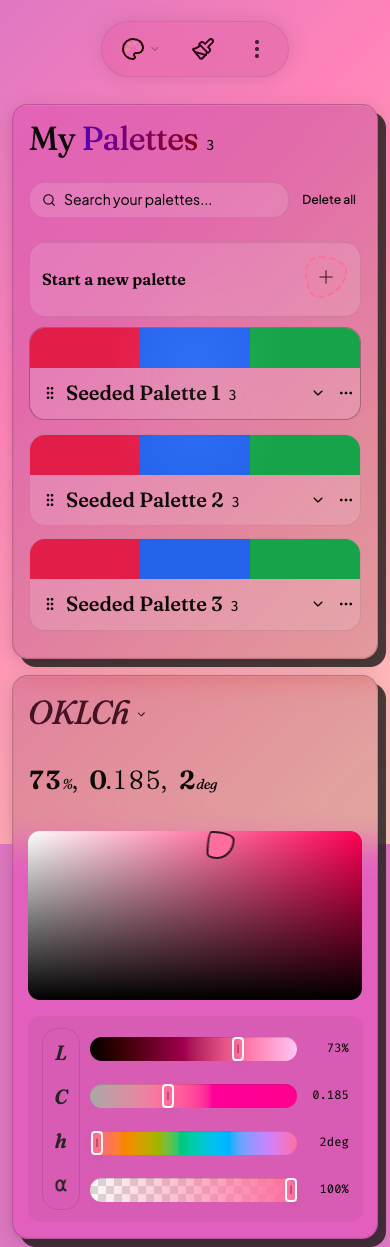 My Palettes 3
Search your palettes...
Delete all
Start a new palette
Seeded Palette 1 3
Seeded Palette 2 3
Seeded Palette 3 3
OKLCh
73%, 0.185, 2deg
L 73%
C 0.185
h 2deg
α 100%